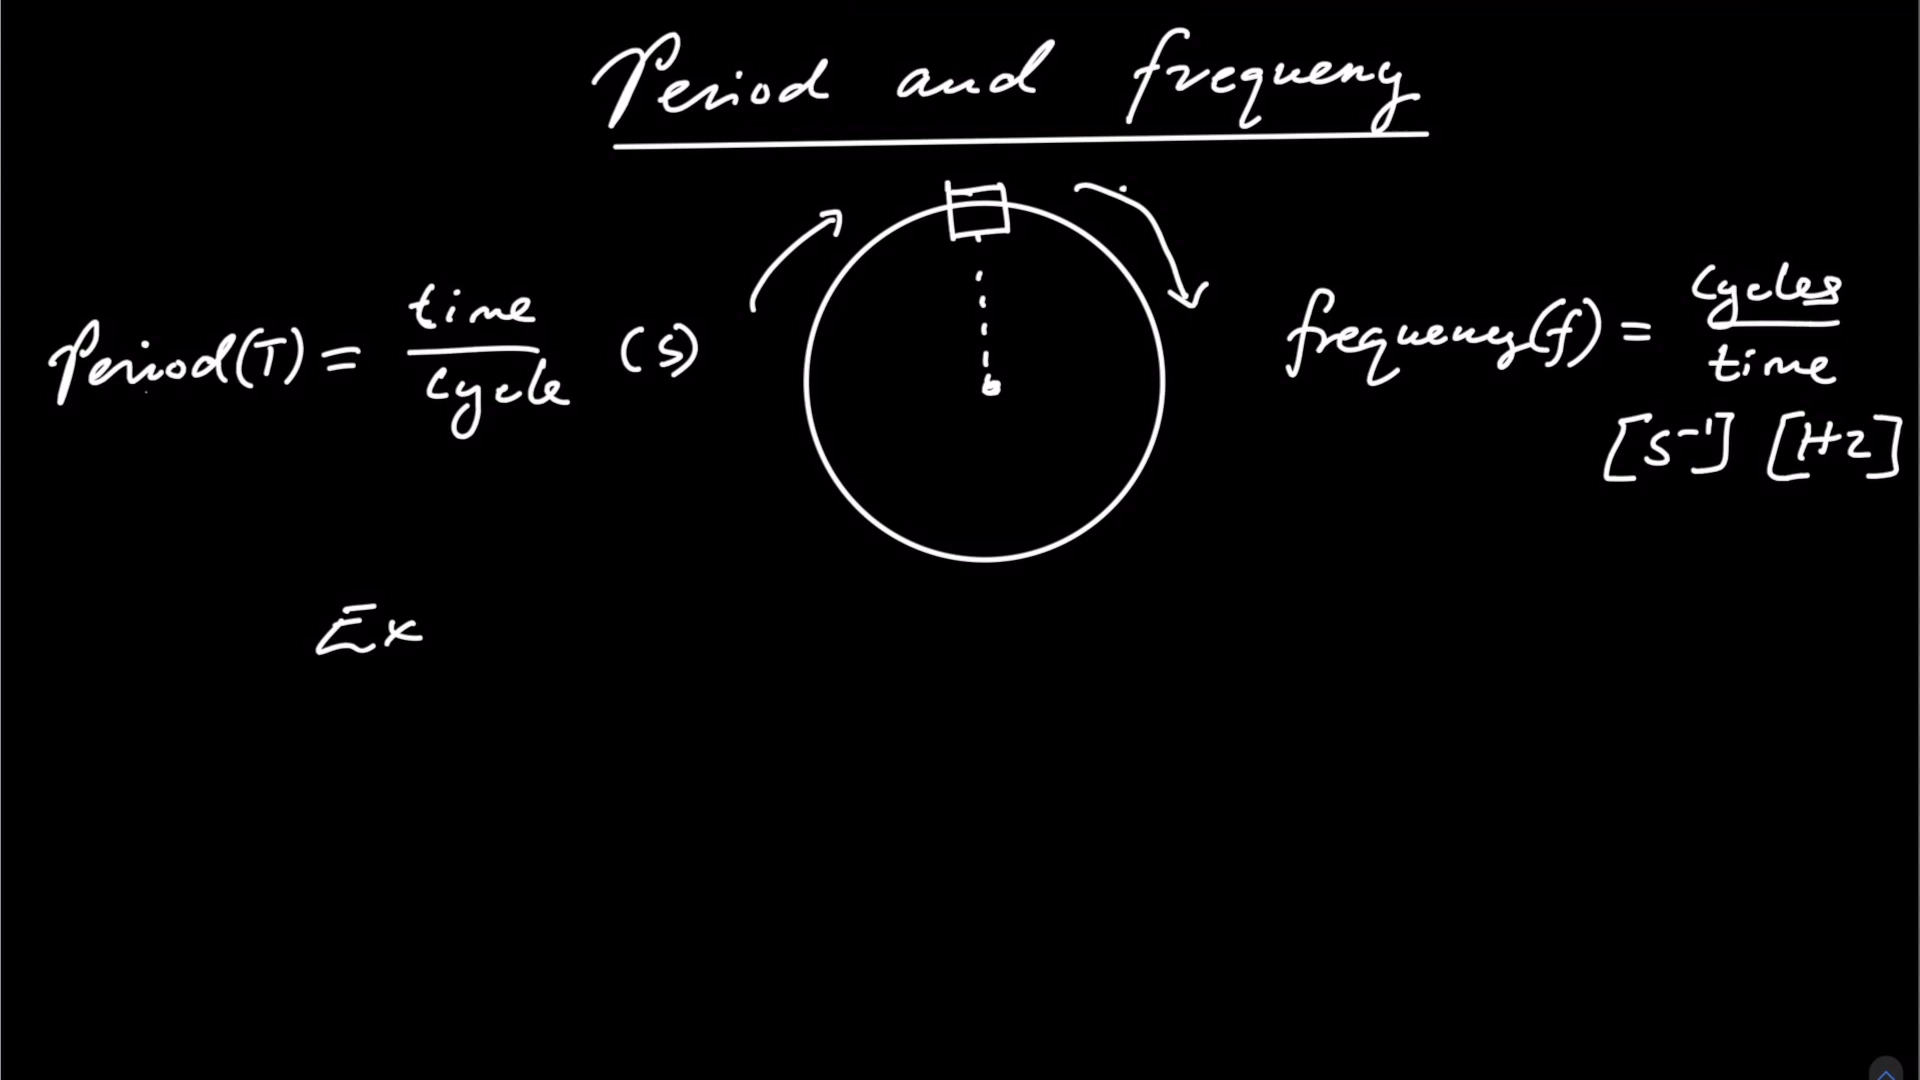 Period and frequency
Period(T) = time/cycle (s)
frequency(f) = cycles/time
[s⁻¹] [Hz]
Ex